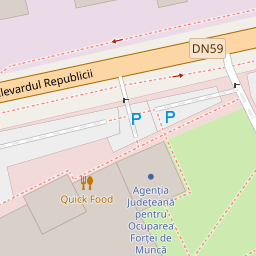 DN59
levardul Republicii
P
P
Quick Food
Agenția
Județeană
pentru
Ocuparea
Forței de
Muncă